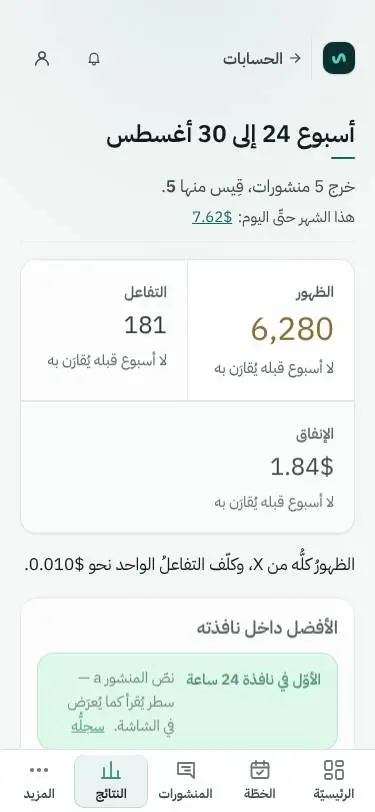 الحسابات →
أسبوع 24 إلى 30 أغسطس
خرج 5 منشورات، قِيس منها 5.
هذا الشهر حتّى اليوم: 7.62$
الظهور
6,280
لا أسبوع قبله يُقارَن به
التفاعل
181
لا أسبوع قبله يُقارَن به
الإنفاق
1.84$
لا أسبوع قبله يُقارَن به
الظهورُ كلُّه من X، وكلّف التفاعلُ الواحد نحو 0.010$.
الأفضل داخل نافذته
الأوّل في نافذة 24 ساعة
نصّ المنشور a —
سطر يُقرأ كما يُعرَض
في الشاشة. سجلُّه
الرئيسيّة
الخطّة
المنشورات
النتائج
المزيد